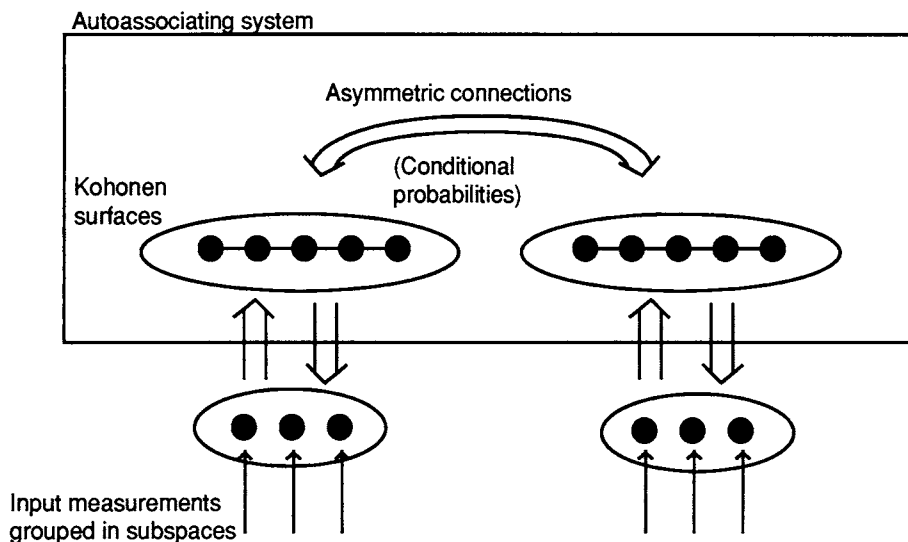 Autoassociating system
Asymmetric connections
(Conditional
probabilities)
Kohonen
surfaces
Input measurements
grouped in subspaces